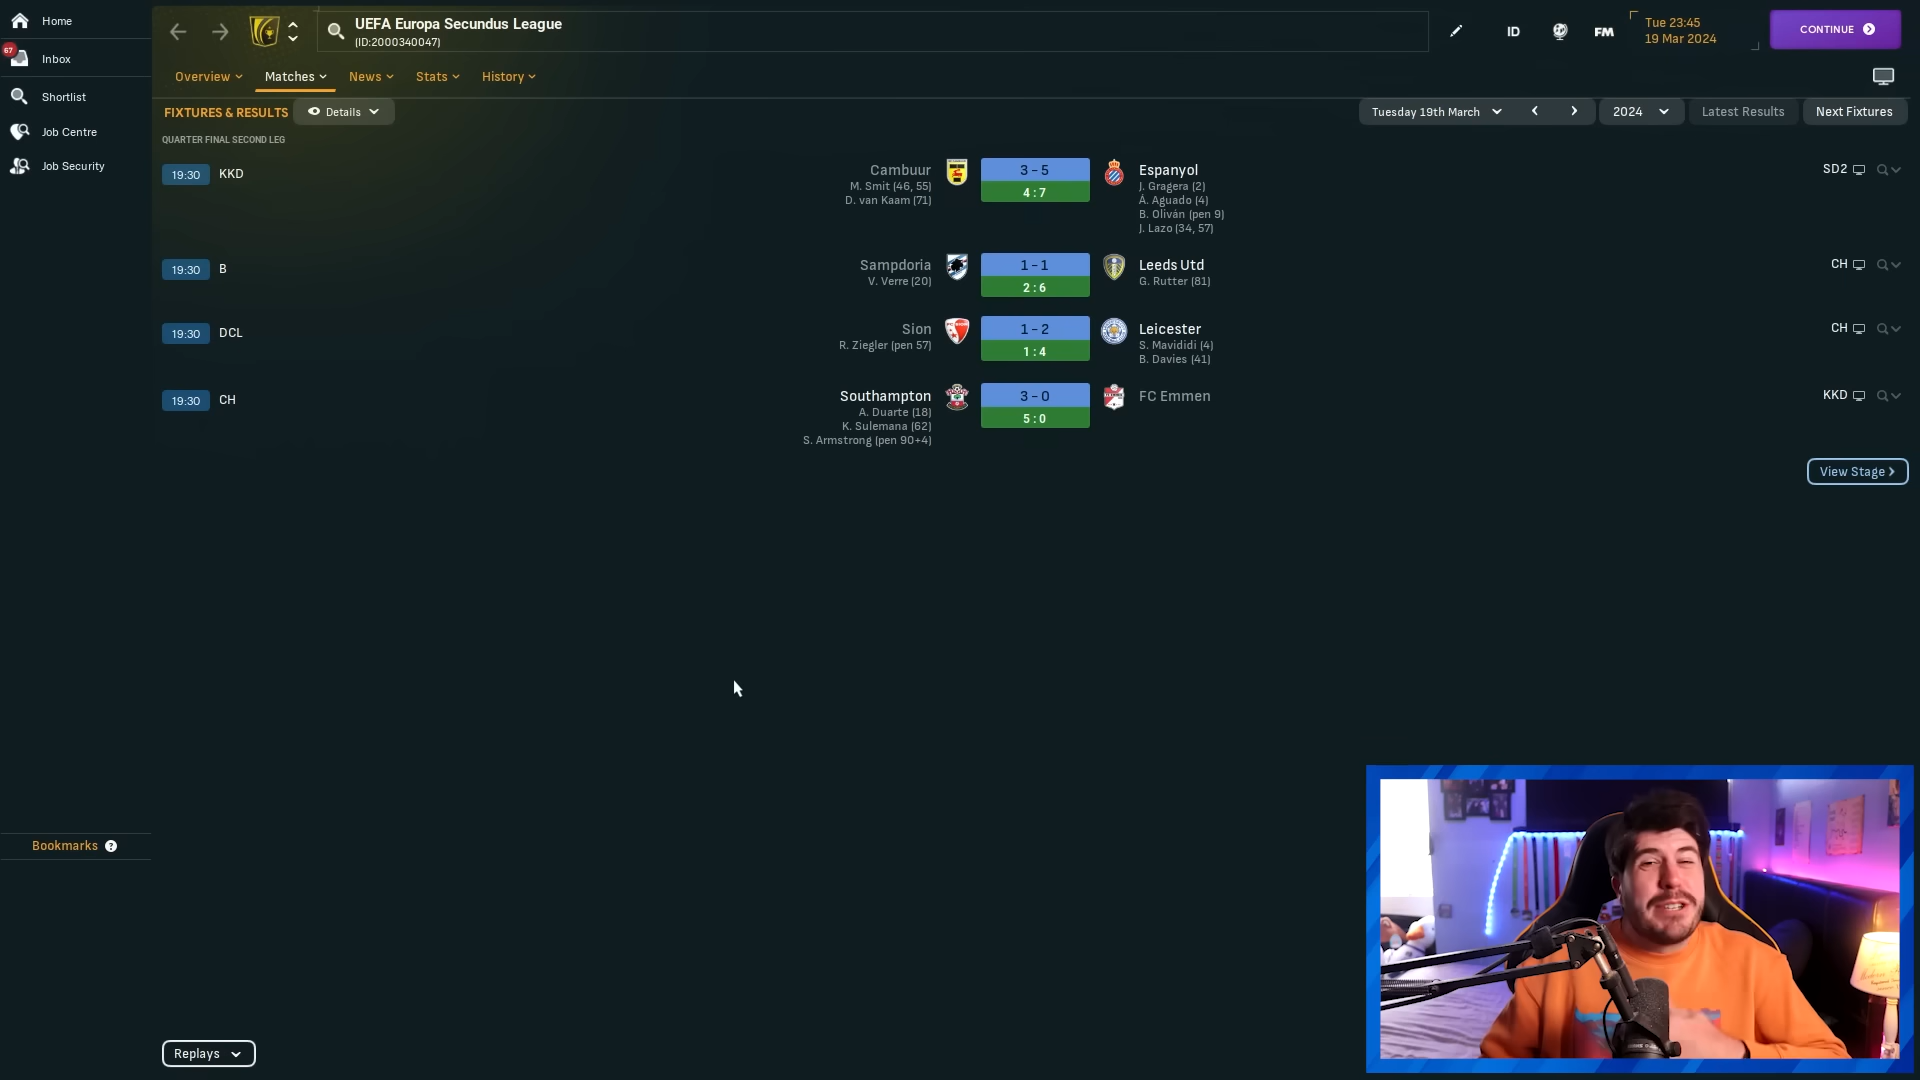 Home
UEFA Europa Secundus League
(ID:2000340047)
ID
FM
Tue 23:45
19 Mar 2024
CONTINUE
67
Inbox
Overview
Matches
News
Stats
History
Shortlist
FIXTURES & RESULTS
Details
Tuesday 19th March
2024
Latest Results
Next Fixtures
Job Centre
QUARTER FINAL SECOND LEG
Job Security
19:30 KKD
Cambuur
3 - 5
Espanyol
SD2
M. Smit (46, 55)
J. Gragera (2)
D. van Kaam (71)
4 : 7
Á. Aguado (4)
B. Oliván (pen 9)
J. Lazo (34, 57)
19:30 B
Sampdoria
1 - 1
Leeds Utd
CH
V. Verre (20)
2 : 6
G. Rutter (81)
19:30 DCL
Sion
1 - 2
Leicester
CH
R. Ziegler (pen 57)
1 : 4
S. Mavididi (4)
B. Davies (41)
19:30 CH
Southampton
3 - 0
FC Emmen
KKD
A. Duarte (18)
5 : 0
K. Sulemana (62)
S. Armstrong (pen 90+4)
View Stage
Bookmarks ?
Replays